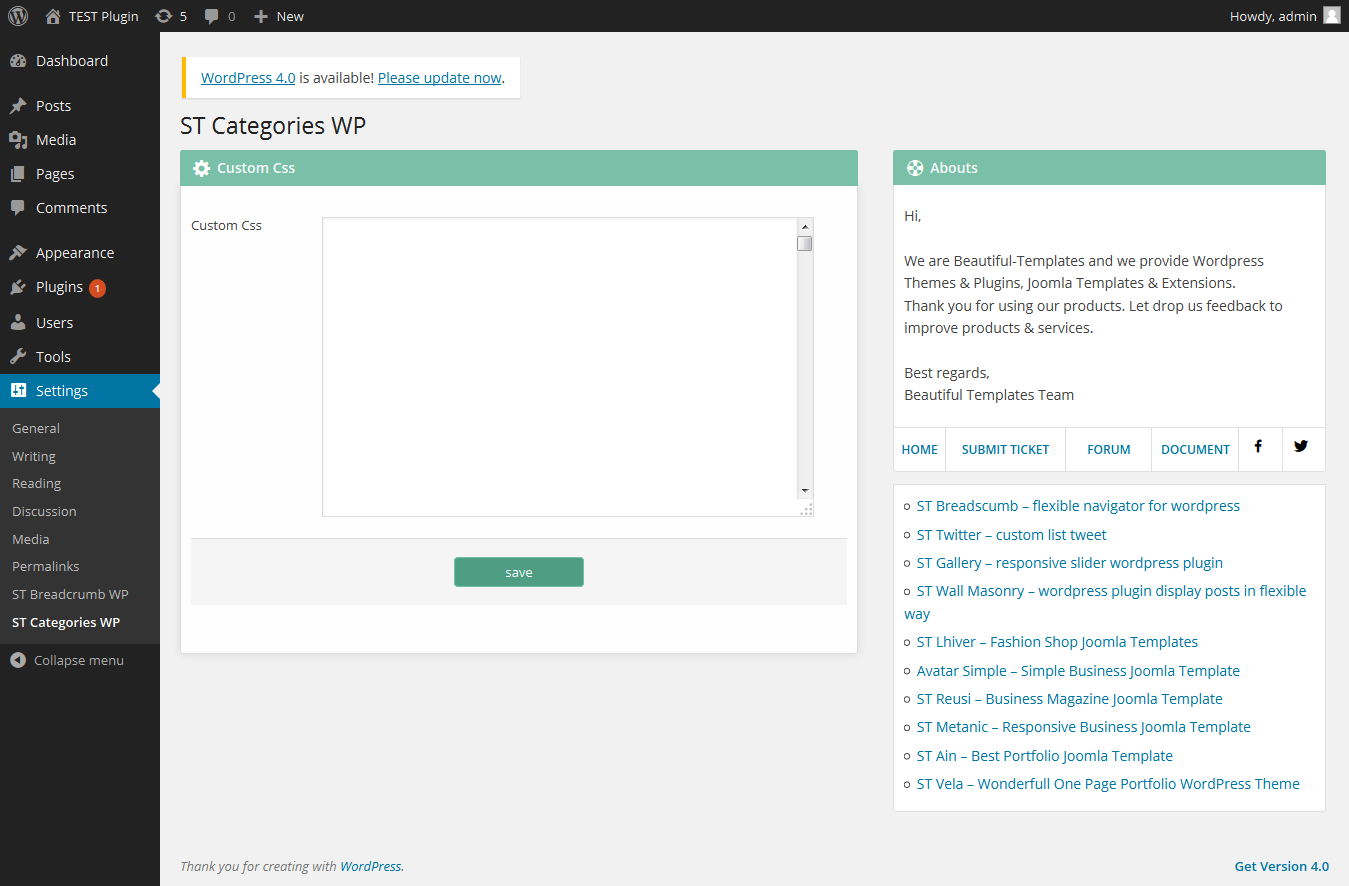 TEST Plugin 5 0 New Howdy, admin
Dashboard
Posts
Media
Pages
Comments
Appearance
Plugins 1
Users
Tools
Settings
General
Writing
Reading
Discussion
Media
Permalinks
ST Breadcrumb WP
ST Categories WP
Collapse menu
WordPress 4.0 is available! Please update now.
ST Categories WP
Custom Css
Custom Css
save
Abouts
Hi,
We are Beautiful-Templates and we provide Wordpress
Themes & Plugins, Joomla Templates & Extensions.
Thank you for using our products. Let drop us feedback to
improve products & services.
Best regards,
Beautiful Templates Team
HOME SUBMIT TICKET FORUM DOCUMENT
ST Breadscumb – flexible navigator for wordpress
ST Twitter – custom list tweet
ST Gallery – responsive slider wordpress plugin
ST Wall Masonry – wordpress plugin display posts in flexible
way
ST Lhiver – Fashion Shop Joomla Templates
Avatar Simple – Simple Business Joomla Template
ST Reusi – Business Magazine Joomla Template
ST Metanic – Responsive Business Joomla Template
ST Ain – Best Portfolio Joomla Template
ST Vela – Wonderfull One Page Portfolio WordPress Theme
Thank you for creating with WordPress.
Get Version 4.0